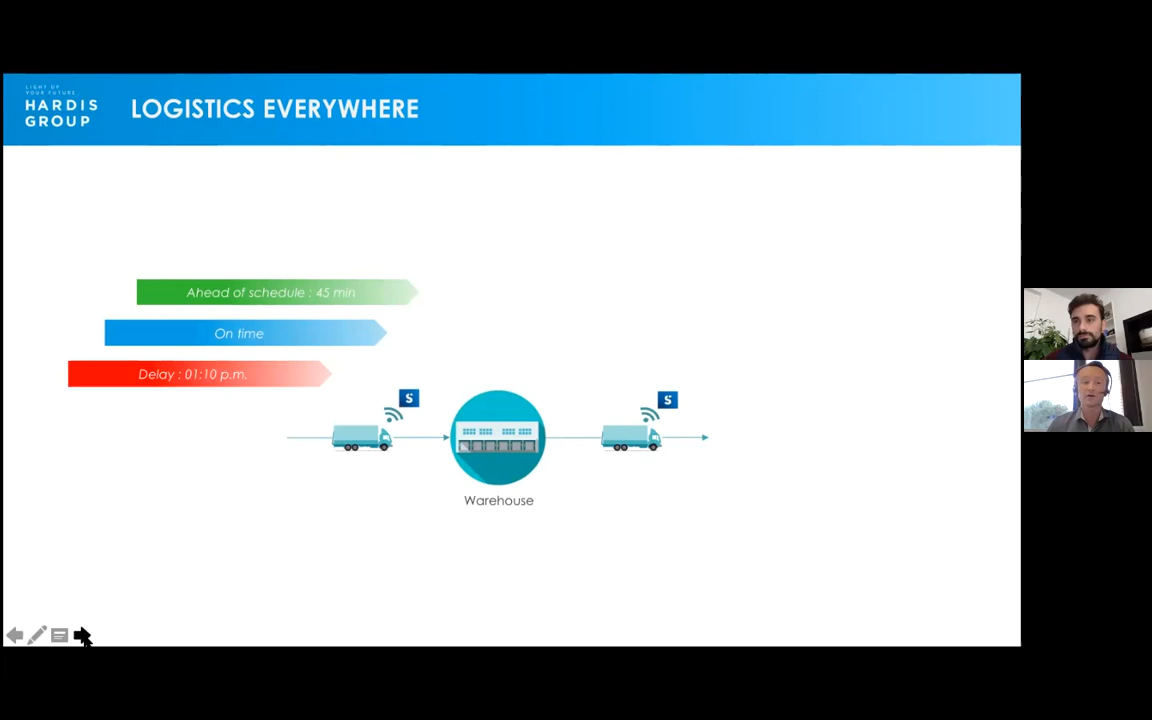 LIGHT UP
YOUR FUTURE
HARDIS
GROUP
LOGISTICS EVERYWHERE
Ahead of schedule : 45 min
On time
Delay : 01:10 p.m.
S
S
Warehouse